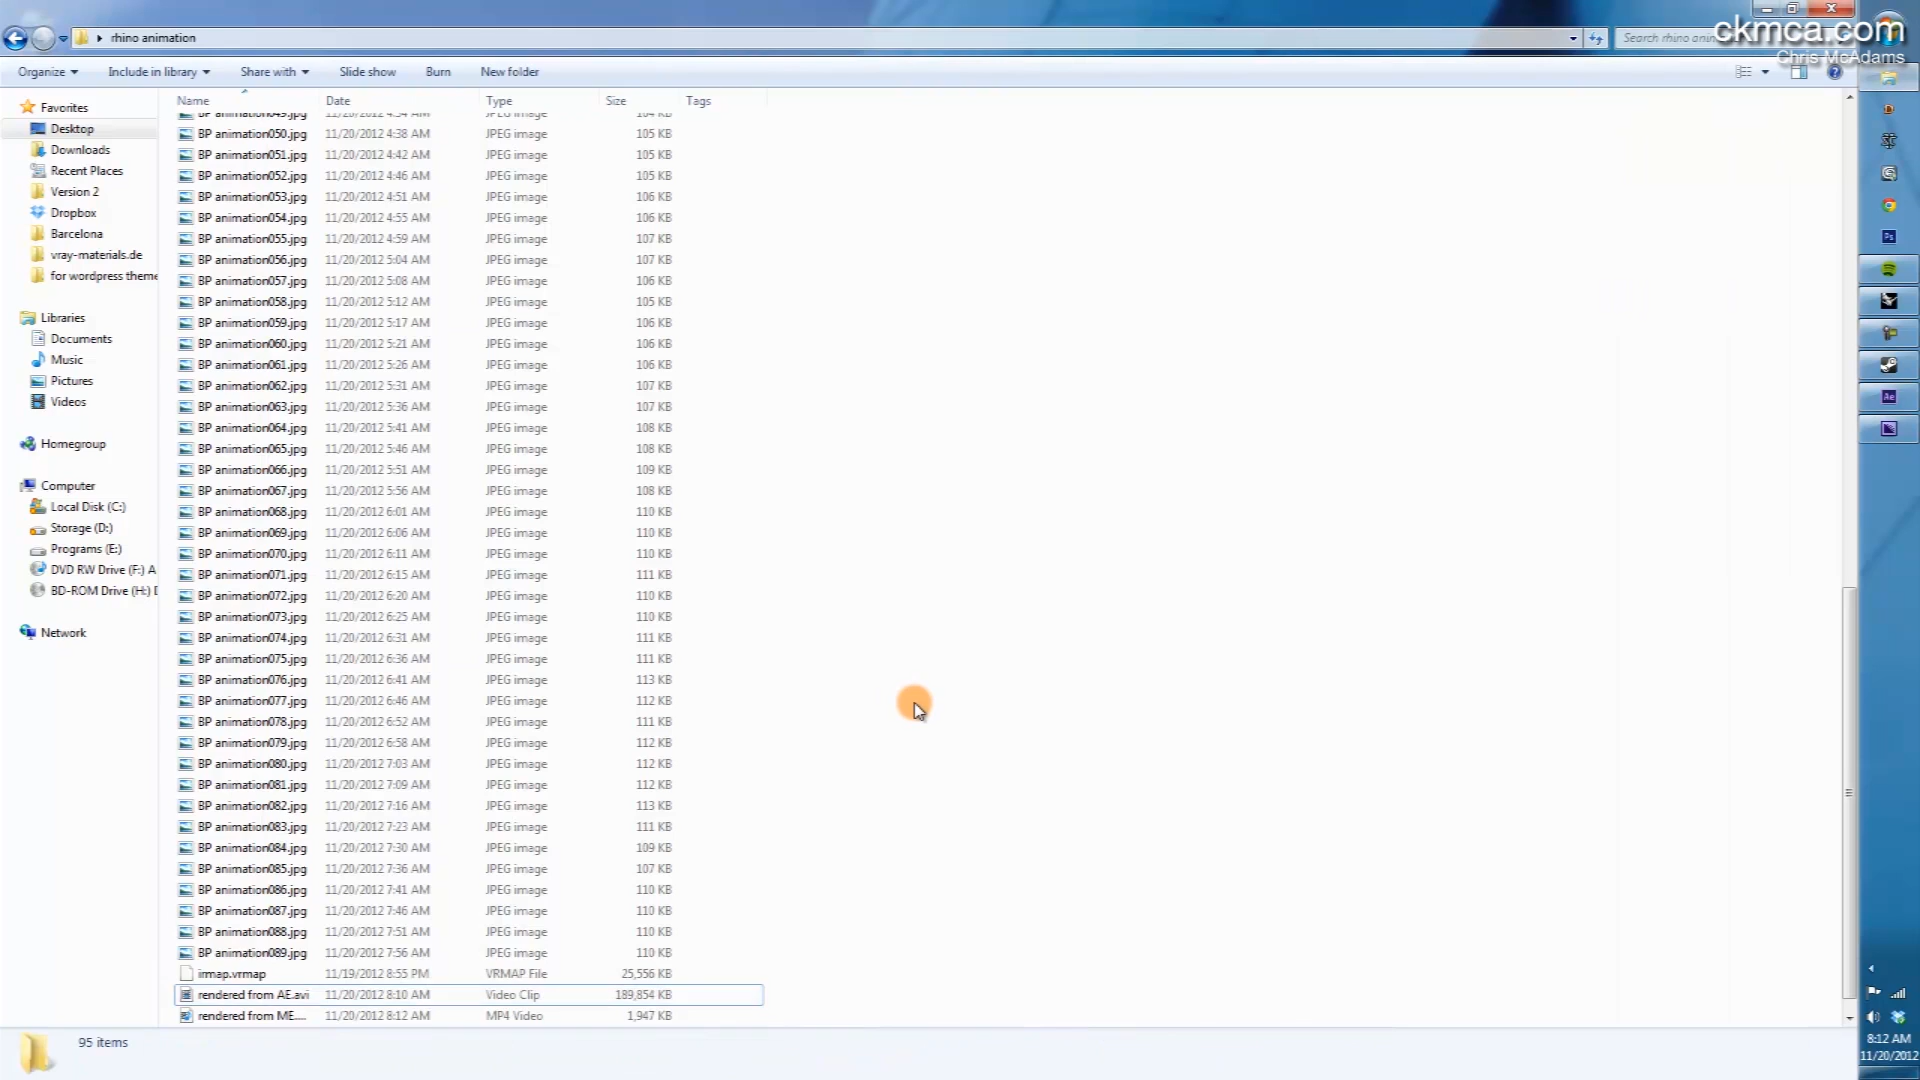 ckmca.com
Chris McAdams
rhino animation
Search rhino anim
Organize
Include in library
Share with
Slide show
Burn
New folder
Name Date Type Size Tags
BP animation049.jpg 11/20/2012 4:34 AM JPEG image 104 KB
BP animation050.jpg 11/20/2012 4:38 AM JPEG image 105 KB
BP animation051.jpg 11/20/2012 4:42 AM JPEG image 105 KB
BP animation052.jpg 11/20/2012 4:46 AM JPEG image 105 KB
BP animation053.jpg 11/20/2012 4:51 AM JPEG image 106 KB
BP animation054.jpg 11/20/2012 4:55 AM JPEG image 106 KB
BP animation055.jpg 11/20/2012 4:59 AM JPEG image 107 KB
BP animation056.jpg 11/20/2012 5:04 AM JPEG image 107 KB
BP animation057.jpg 11/20/2012 5:08 AM JPEG image 106 KB
BP animation058.jpg 11/20/2012 5:12 AM JPEG image 105 KB
BP animation059.jpg 11/20/2012 5:17 AM JPEG image 106 KB
BP animation060.jpg 11/20/2012 5:21 AM JPEG image 106 KB
BP animation061.jpg 11/20/2012 5:26 AM JPEG image 106 KB
BP animation062.jpg 11/20/2012 5:31 AM JPEG image 107 KB
BP animation063.jpg 11/20/2012 5:36 AM JPEG image 107 KB
BP animation064.jpg 11/20/2012 5:41 AM JPEG image 108 KB
BP animation065.jpg 11/20/2012 5:46 AM JPEG image 108 KB
BP animation066.jpg 11/20/2012 5:51 AM JPEG image 109 KB
BP animation067.jpg 11/20/2012 5:56 AM JPEG image 108 KB
BP animation068.jpg 11/20/2012 6:01 AM JPEG image 110 KB
BP animation069.jpg 11/20/2012 6:06 AM JPEG image 110 KB
BP animation070.jpg 11/20/2012 6:11 AM JPEG image 110 KB
BP animation071.jpg 11/20/2012 6:15 AM JPEG image 111 KB
BP animation072.jpg 11/20/2012 6:20 AM JPEG image 110 KB
BP animation073.jpg 11/20/2012 6:25 AM JPEG image 110 KB
BP animation074.jpg 11/20/2012 6:31 AM JPEG image 111 KB
BP animation075.jpg 11/20/2012 6:36 AM JPEG image 111 KB
BP animation076.jpg 11/20/2012 6:41 AM JPEG image 113 KB
BP animation077.jpg 11/20/2012 6:46 AM JPEG image 112 KB
BP animation078.jpg 11/20/2012 6:52 AM JPEG image 111 KB
BP animation079.jpg 11/20/2012 6:58 AM JPEG image 112 KB
BP animation080.jpg 11/20/2012 7:03 AM JPEG image 112 KB
BP animation081.jpg 11/20/2012 7:09 AM JPEG image 112 KB
BP animation082.jpg 11/20/2012 7:16 AM JPEG image 113 KB
BP animation083.jpg 11/20/2012 7:23 AM JPEG image 111 KB
BP animation084.jpg 11/20/2012 7:30 AM JPEG image 109 KB
BP animation085.jpg 11/20/2012 7:36 AM JPEG image 107 KB
BP animation086.jpg 11/20/2012 7:41 AM JPEG image 110 KB
BP animation087.jpg 11/20/2012 7:46 AM JPEG image 110 KB
BP animation088.jpg 11/20/2012 7:51 AM JPEG image 110 KB
BP animation089.jpg 11/20/2012 7:56 AM JPEG image 110 KB
irmap.vrmap 11/19/2012 8:55 PM VRMAP File 25,556 KB
rendered from AE.avi 11/20/2012 8:10 AM Video Clip 189,854 KB
rendered from ME.... 11/20/2012 8:12 AM MP4 Video 1,947 KB
Favorites
Desktop
Downloads
Recent Places
Version 2
Dropbox
Barcelona
vray-materials.de
for wordpress theme
Libraries
Documents
Music
Pictures
Videos
Homegroup
Computer
Local Disk (C:)
Storage (D:)
Programs (E:)
DVD RW Drive (F:) A
BD-ROM Drive (H:)
Network
95 items
Ps
Ae
8:12 AM
11/20/2012